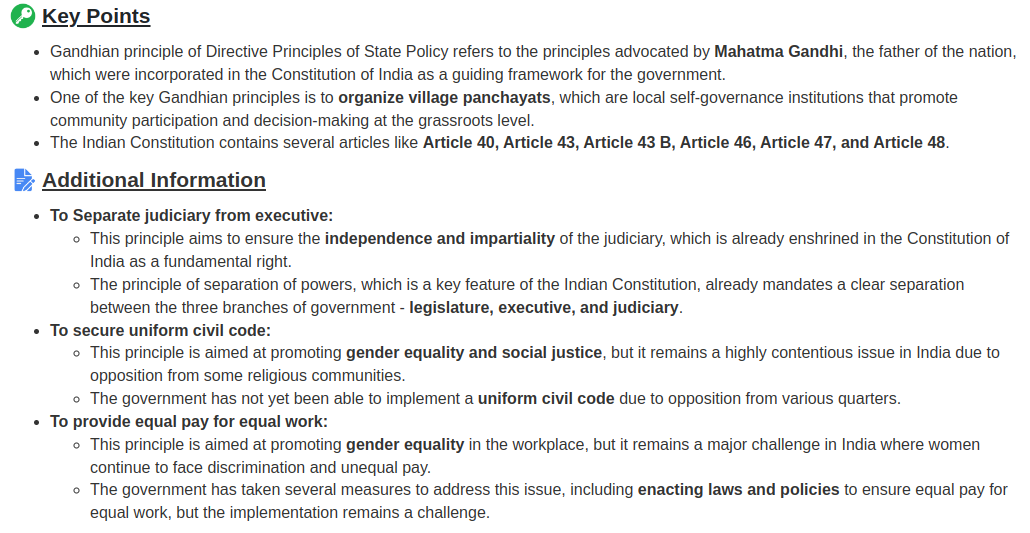 Key Points
• Gandhian principle of Directive Principles of State Policy refers to the principles advocated by Mahatma Gandhi, the father of the nation,
which were incorporated in the Constitution of India as a guiding framework for the government.
• One of the key Gandhian principles is to organize village panchayats, which are local self-governance institutions that promote
community participation and decision-making at the grassroots level.
• The Indian Constitution contains several articles like Article 40, Article 43, Article 43 B, Article 46, Article 47, and Article 48.
Additional Information
• To Separate judiciary from executive:
◦ This principle aims to ensure the independence and impartiality of the judiciary, which is already enshrined in the Constitution of
India as a fundamental right.
◦ The principle of separation of powers, which is a key feature of the Indian Constitution, already mandates a clear separation
between the three branches of government - legislature, executive, and judiciary.
• To secure uniform civil code:
◦ This principle is aimed at promoting gender equality and social justice, but it remains a highly contentious issue in India due to
opposition from some religious communities.
◦ The government has not yet been able to implement a uniform civil code due to opposition from various quarters.
• To provide equal pay for equal work:
◦ This principle is aimed at promoting gender equality in the workplace, but it remains a major challenge in India where women
continue to face discrimination and unequal pay.
◦ The government has taken several measures to address this issue, including enacting laws and policies to ensure equal pay for
equal work, but the implementation remains a challenge.